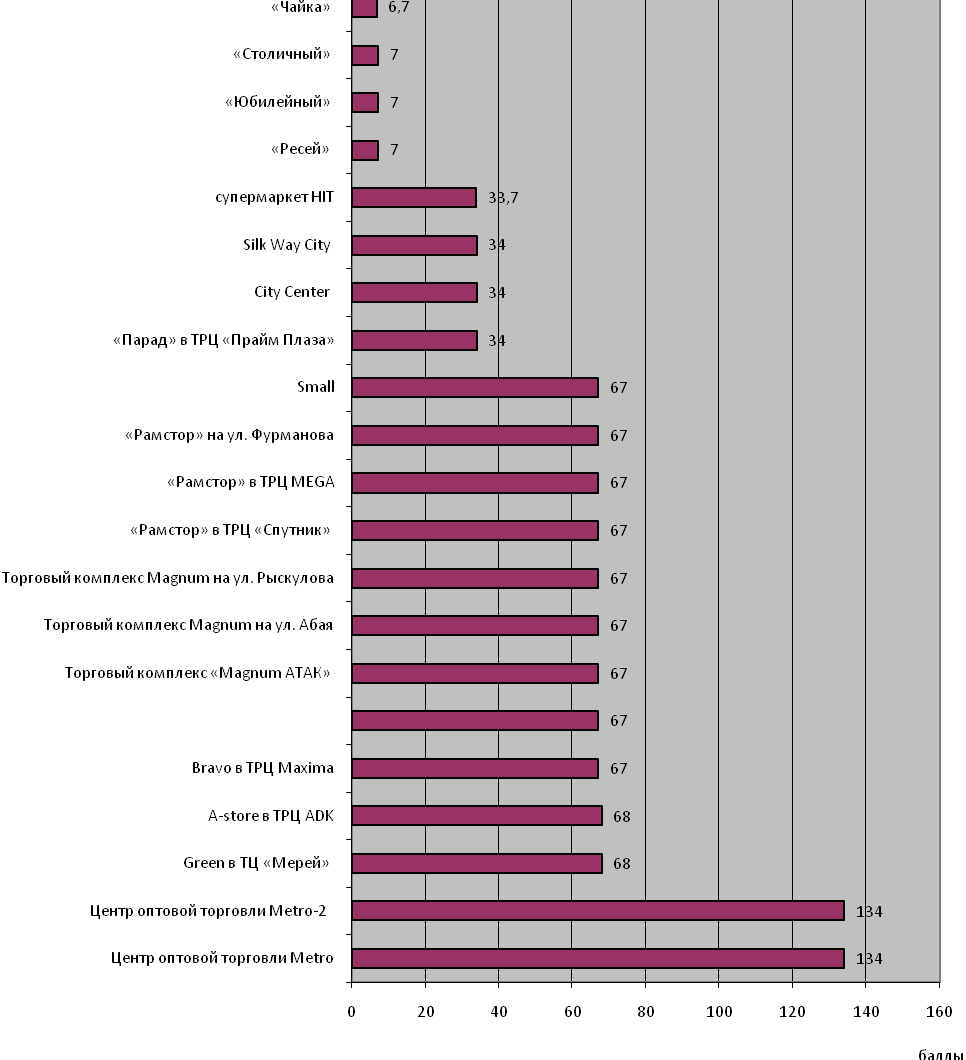 «Чайка» 6,7
«Столичный» 7
«Юбилейный» 7
«Ресей» 7
супермаркет HIT 33,7
Silk Way City 34
City Center 34
«Парад» в ТРЦ «Прайм Плаза» 34
Small 67
«Рамстор» на ул. Фурманова 67
«Рамстор» в ТРЦ MEGA 67
«Рамстор» в ТРЦ «Спутник» 67
Торговый комплекс Magnum на ул. Рыскулова 67
Торговый комплекс Magnum на ул. Абая 67
Торговый комплекс «Magnum АТАК» 67
67
Bravo в ТРЦ Maxima 67
A-store в ТРЦ ADK 68
Green в ТЦ «Мерей» 68
Центр оптовой торговли Metro-2 134
Центр оптовой торговли Metro 134
0 20 40 60 80 100 120 140 160
баллы